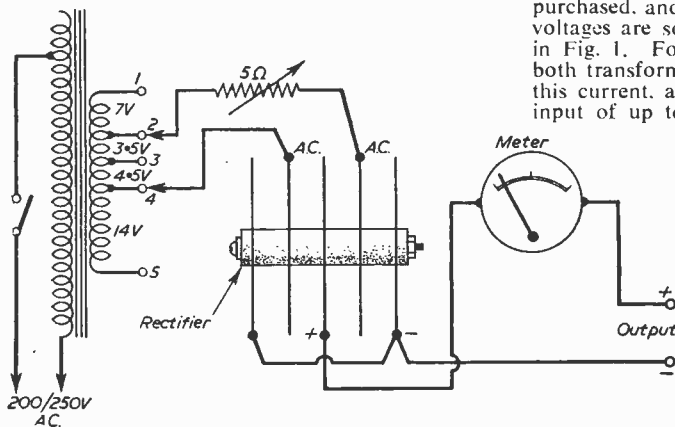 purchased, and
voltages are so
in Fig. 1. Fo
both transform
this current, a
input of up to
5Ω
1
7V
2
3·5V
3
4·5V
4
14V
5
A.C.
A.C.
Meter
Rectifier
+
-
+
Output
-
200/250V
A.C.